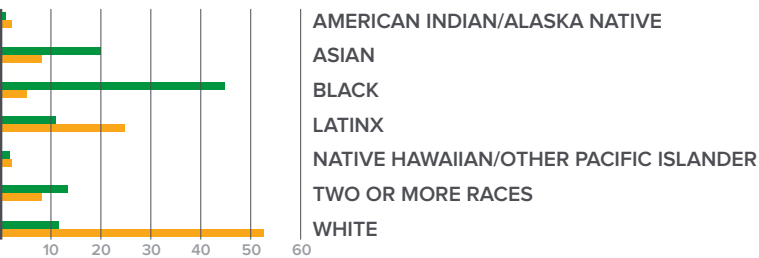 AMERICAN INDIAN/ALASKA NATIVE
ASIAN
BLACK
LATINX
NATIVE HAWAIIAN/OTHER PACIFIC ISLANDER
TWO OR MORE RACES
WHITE
10 20 30 40 50 60